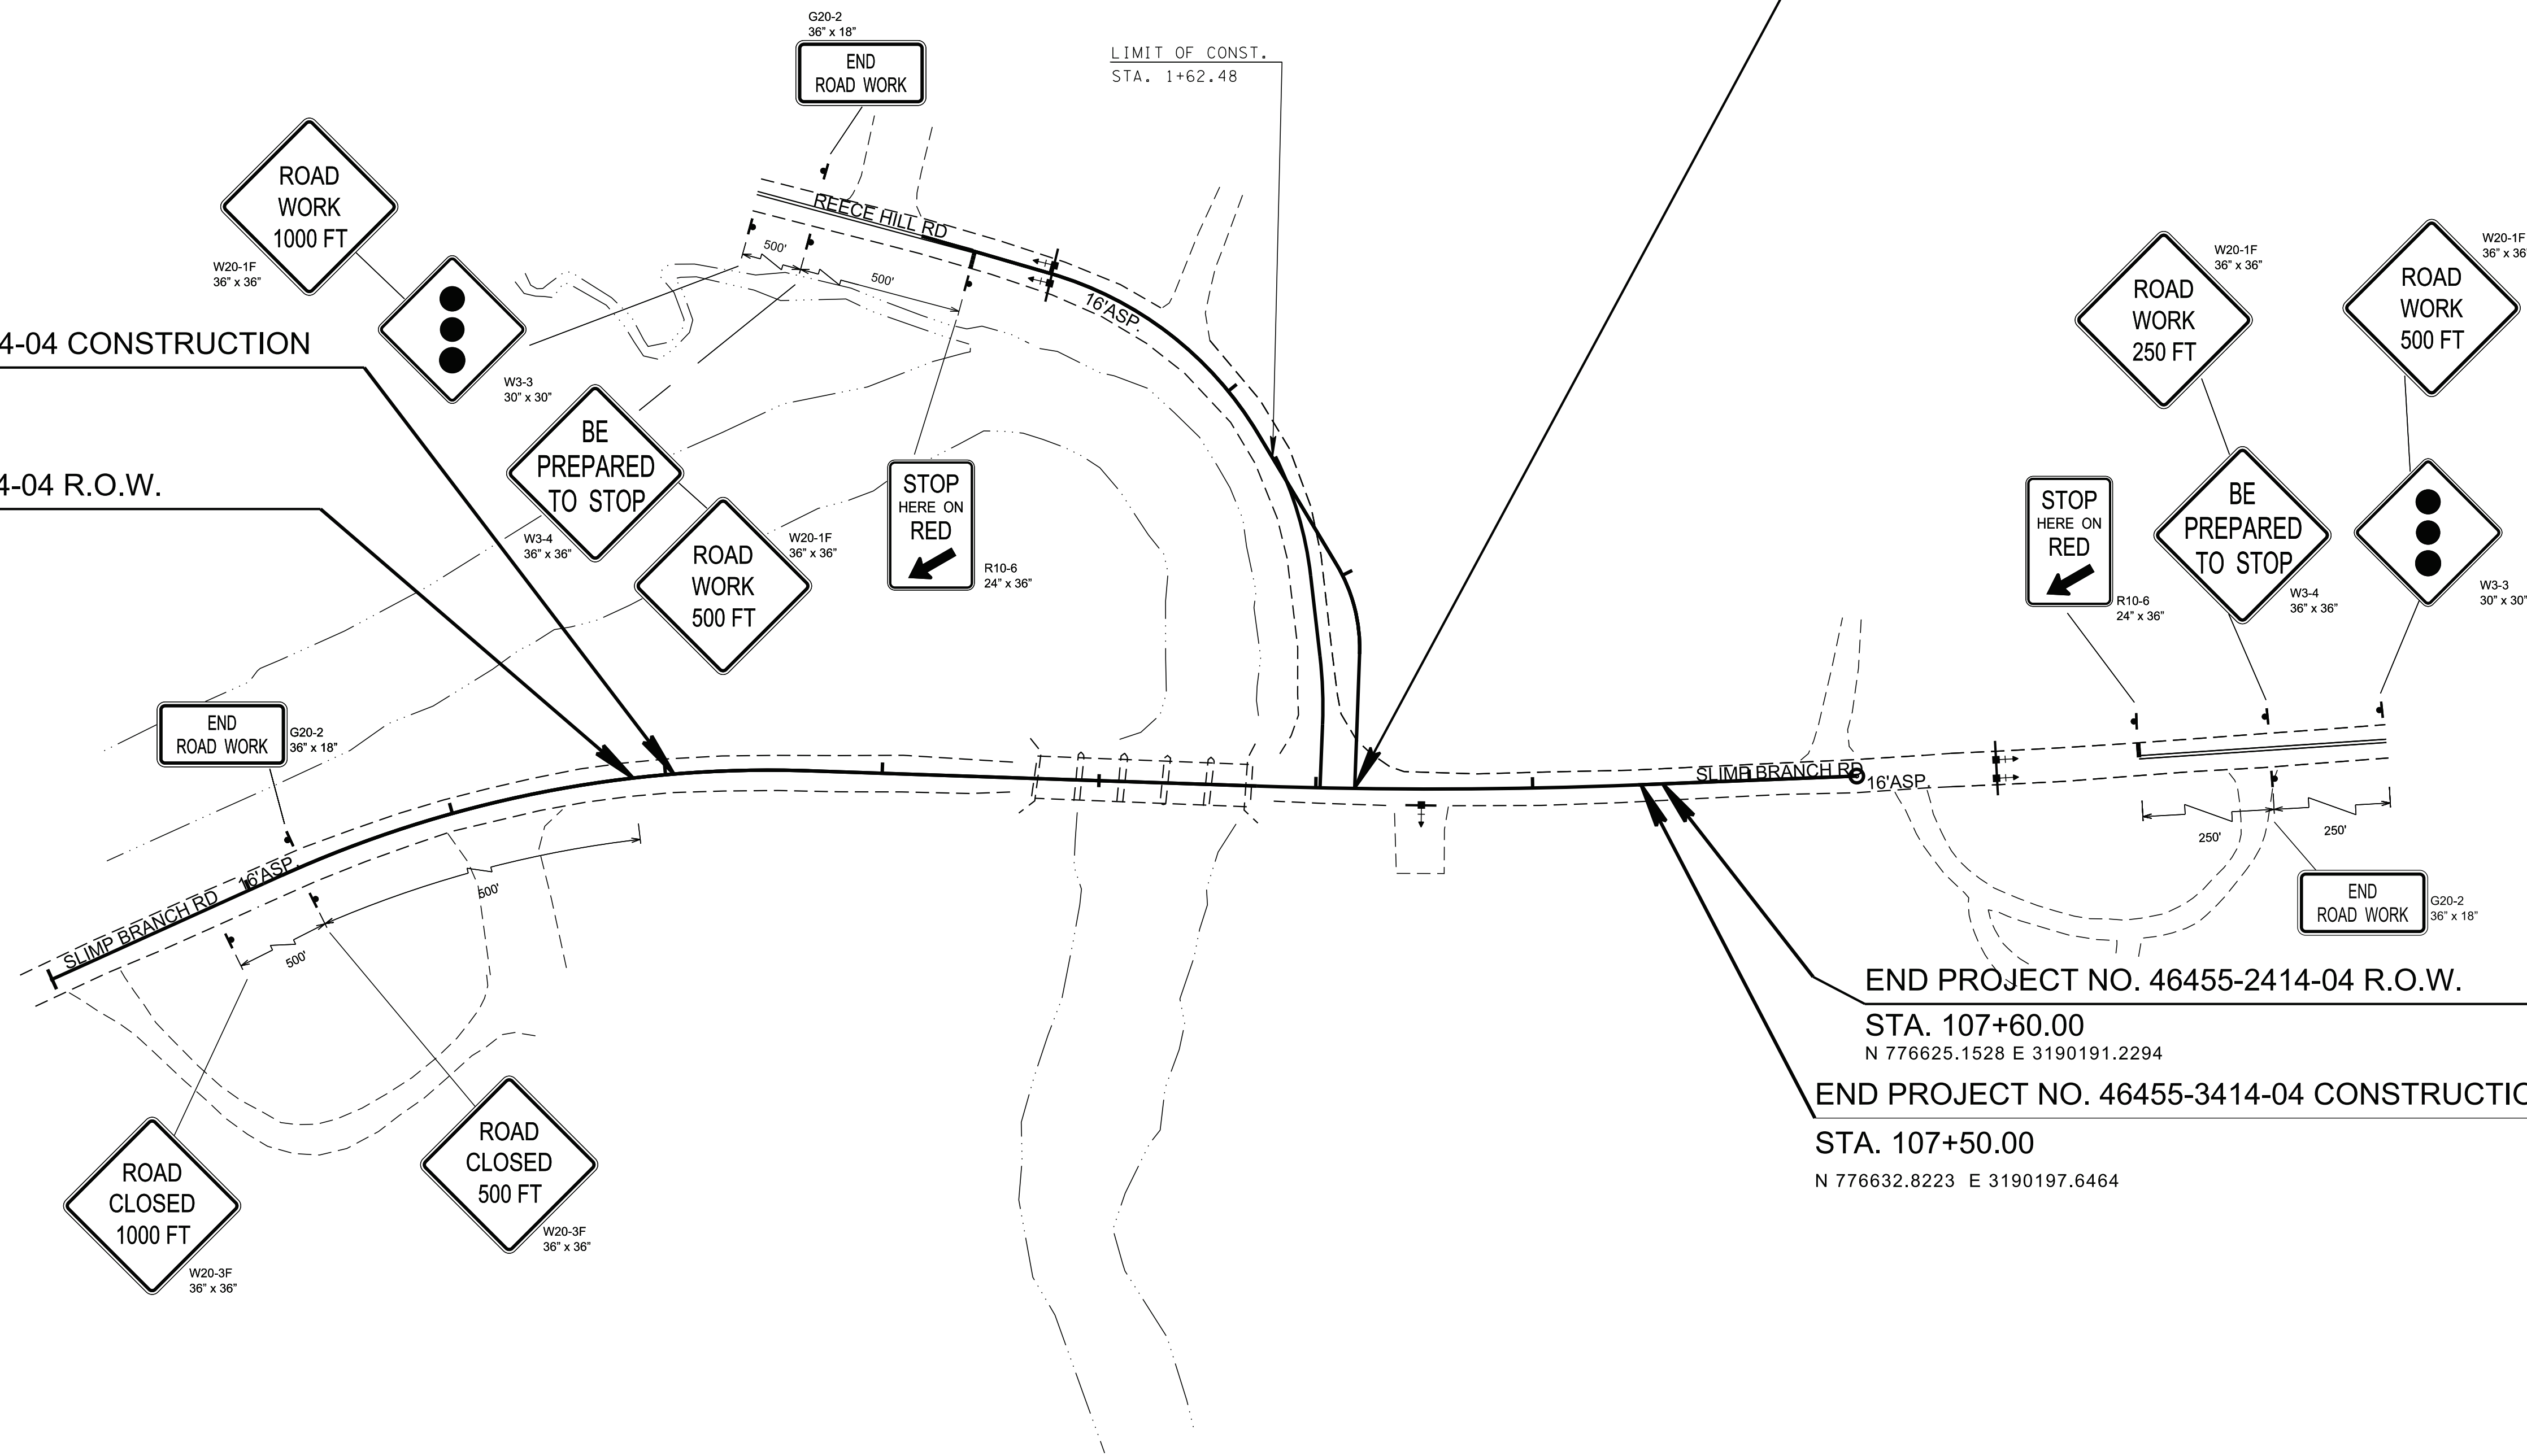 G20-2
36" x 18"
END
ROAD WORK
LIMIT OF CONST.
STA. 1+62.48
ROAD
WORK
1000 FT
W20-1F
36" x 36"
REECE HILL RD
500'
500'
16'ASP.
4-04 CONSTRUCTION
W3-3
30" x 30"
BE
PREPARED
TO STOP
W3-4
36" x 36"
4-04 R.O.W.
ROAD
WORK
500 FT
W20-1F
36" x 36"
STOP
HERE ON
RED
R10-6
24" x 36"
W20-1F
36" x 36"
ROAD
WORK
250 FT
W20-1F
36" x 36"
ROAD
WORK
500 FT
STOP
HERE ON
RED
R10-6
24" x 36"
BE
PREPARED
TO STOP
W3-4
36" x 36"
W3-3
30" x 30"
END
ROAD WORK
G20-2
36" x 18"
SLIMP BRANCH RD
16'ASP.
500'
500'
SLIMP BRANCH RD
16'ASP.
250'
250'
END
ROAD WORK
G20-2
36" x 18"
END PROJECT NO. 46455-2414-04 R.O.W.
STA. 107+60.00
N 776625.1528 E 3190191.2294
END PROJECT NO. 46455-3414-04 CONSTRUCTIO
STA. 107+50.00
N 776632.8223 E 3190197.6464
ROAD
CLOSED
1000 FT
W20-3F
36" x 36"
ROAD
CLOSED
500 FT
W20-3F
36" x 36"